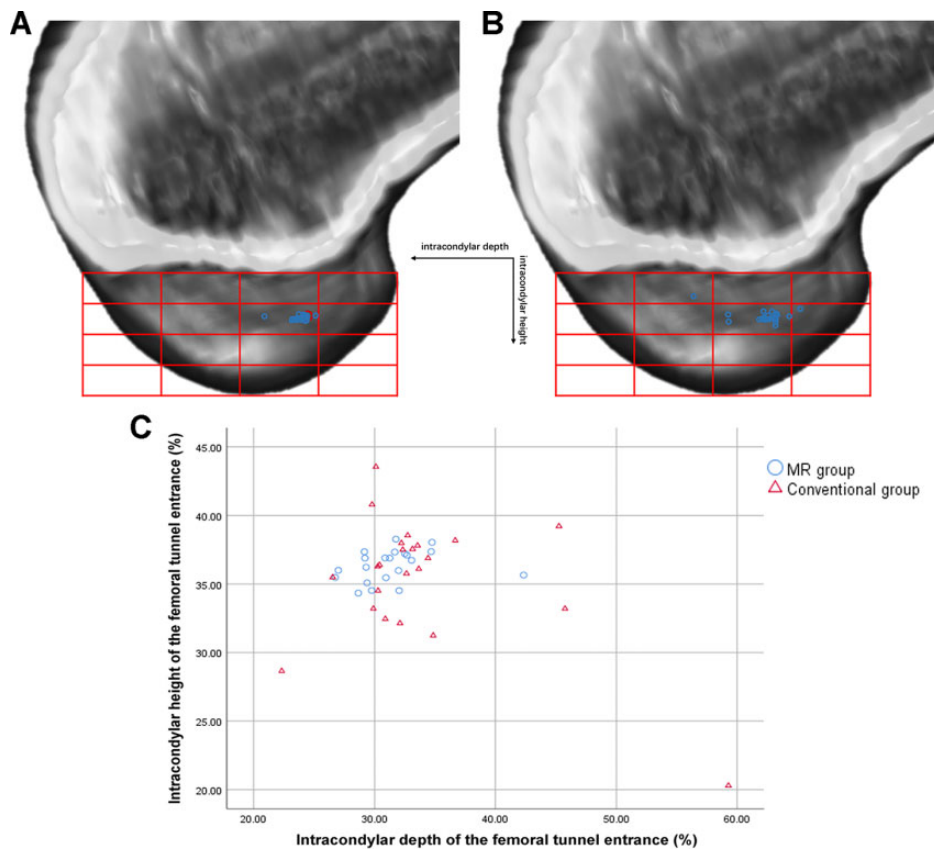 A
B
intracondylar depth
intracondylar height
C
Intracondylar height of the femoral tunnel entrance (%)
45.00
40.00
35.00
30.00
25.00
20.00
20.00 30.00 40.00 50.00 60.00
Intracondylar depth of the femoral tunnel entrance (%)
MR group
Conventional group